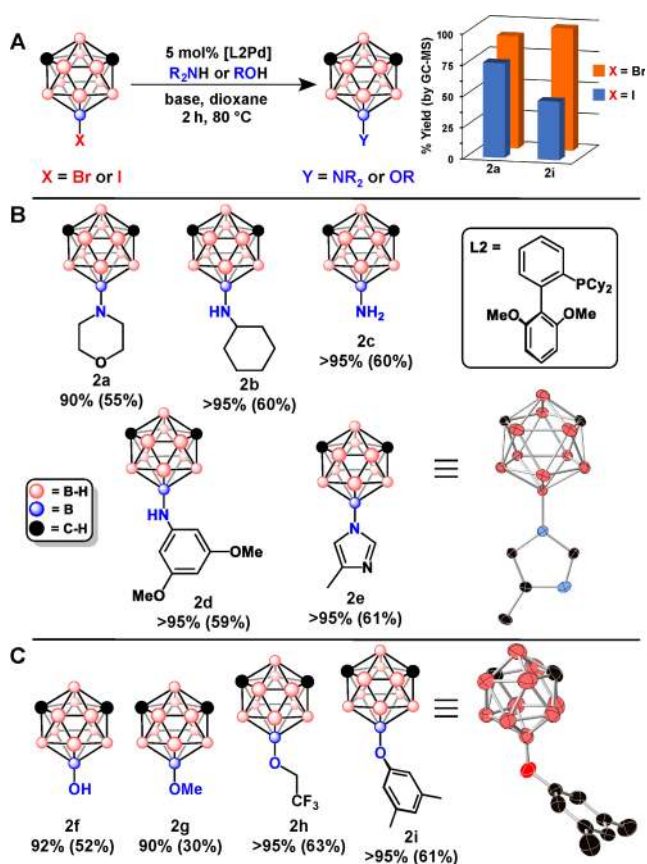 A
X
5 mol% [L2Pd]
R₂NH or ROH
base, dioxane
2 h, 80 °C
Y
X = Br or I
Y = NR₂ or OR
% Yield (by GC-MS)
100
75
50
25
0
2a
2i
X = Br
X = I
B
N
O
2a
90% (55%)
HN
2b
>95% (60%)
NH₂
2c
>95% (60%)
L2 =
PCy₂
MeO
OMe
= B-H
= B
= C-H
HN
OMe
MeO
2d
>95% (59%)
N
N
2e
>95% (61%)
≡
C
OH
2f
92% (52%)
OMe
2g
90% (30%)
O
CF₃
2h
>95% (63%)
O
2i
>95% (61%)
≡